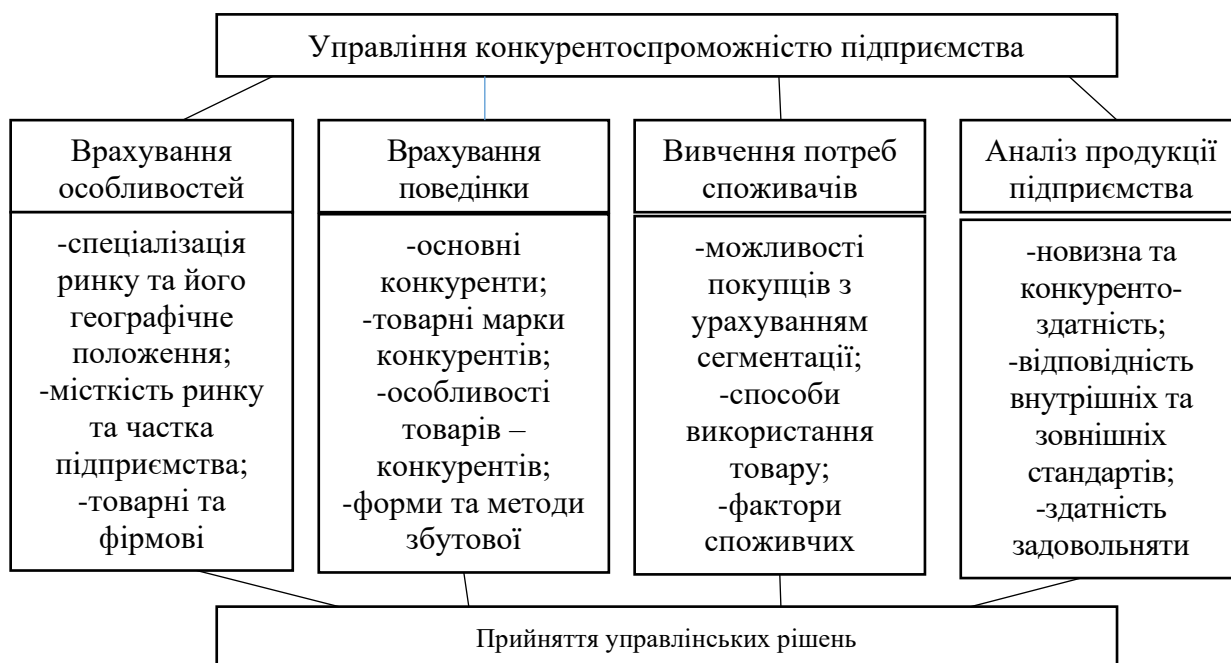 Управління конкурентоспроможністю підприємства
Врахування
особливостей
Врахування
поведінки
Вивчення потреб
споживачів
Аналіз продукції
підприємства
-спеціалізація
ринку та його
географічне
положення;
-місткість ринку
та частка
підприємства;
-товарні та
фірмові
-основні
конкуренти;
-товарні марки
конкурентів;
-особливості
товарів –
конкурентів;
-форми та методи
збутової
-можливості
покупців з
урахуванням
сегментації;
-способи
використання
товару;
-фактори
споживчих
-новизна та
конкуренто-
здатність;
-відповідність
внутрішніх та
зовнішніх
стандартів;
-здатність
задовольняти
Прийняття управлінських рішень